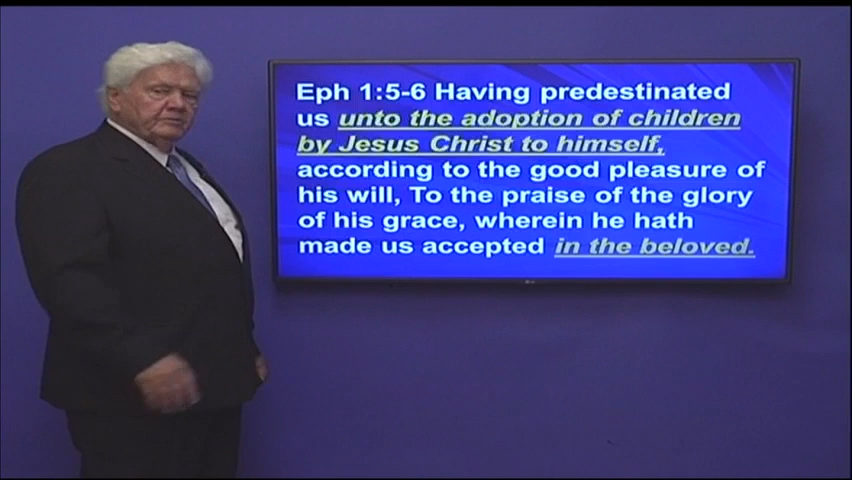 Eph 1:5-6 Having predestinated
us unto the adoption of children
by Jesus Christ to himself,
according to the good pleasure of
his will, To the praise of the glory
of his grace, wherein he hath
made us accepted in the beloved.